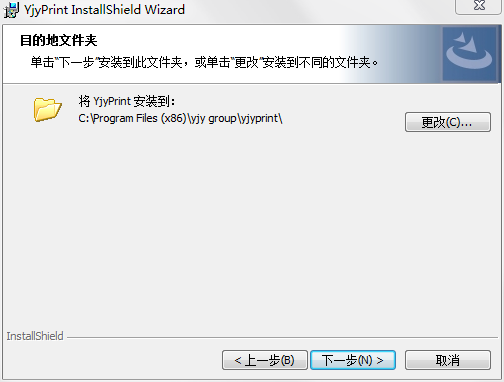 YjyPrint InstallShield Wizard
目的地文件夹
单击"下一步"安装到此文件夹，或单击"更改"安装到不同的文件夹。
将 YjyPrint 安装到：
C:\Program Files (x86)\yjy group\yjyprint\
更改(C)...
InstallShield
< 上一步(B)
下一步(N) >
取消